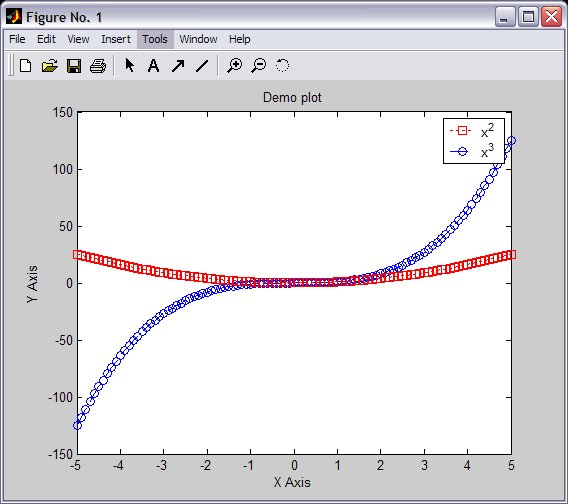 Figure No. 1
File Edit View Insert Tools Window Help
A
Demo plot
150
100
50
0
-50
-100
-150
Y Axis
x²
x³
-5 -4 -3 -2 -1 0 1 2 3 4 5
X Axis